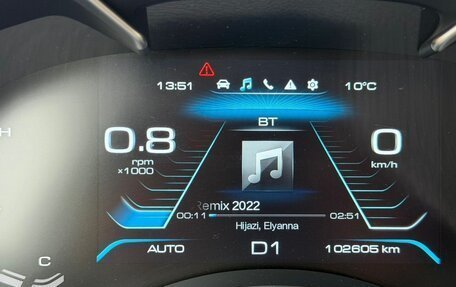 13:51
10°C
BT
H
0.8
rpm
x1000
0
km/h
Remix 2022
00:11
02:51
Hijazi, Elyanna
C
AUTO
D1
102605 km